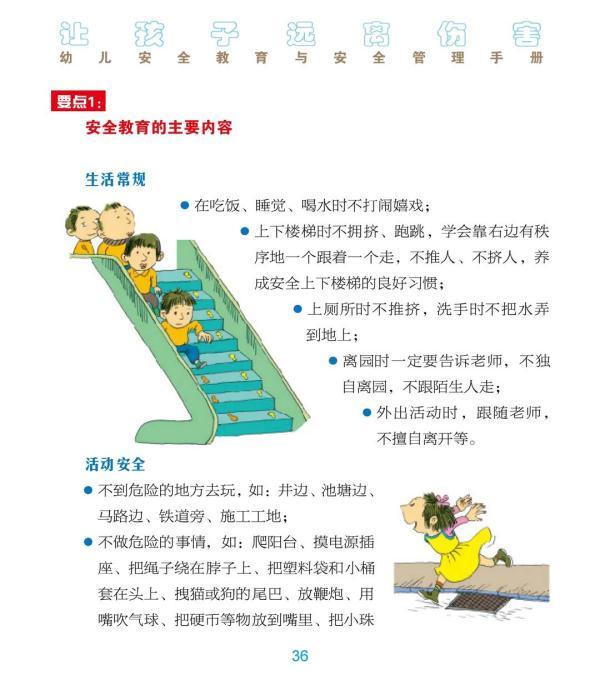 让孩子远离伤害
幼儿安全教育与安全管理手册
要点1：
安全教育的主要内容
生活常规
● 在吃饭、睡觉、喝水时不打闹嬉戏；
● 上下楼梯时不拥挤、跑跳，学会靠右边有秩
序地一个跟着一个走，不推人、不挤人，养
成安全上下楼梯的良好习惯；
● 上厕所时不推挤，洗手时不把水弄
到地上；
● 离园时一定要告诉老师，不独
自离园，不跟陌生人走；
● 外出活动时，跟随老师，
不擅自离开等。
活动安全
● 不到危险的地方去玩，如：井边、池塘边、
马路边、铁道旁、施工工地；
● 不做危险的事情，如：爬阳台、摸电源插
座、把绳子绕在脖子上、把塑料袋和小桶
套在头上、拽猫或狗的尾巴、放鞭炮、用
嘴吹气球、把硬币等物放到嘴里、把小珠
36